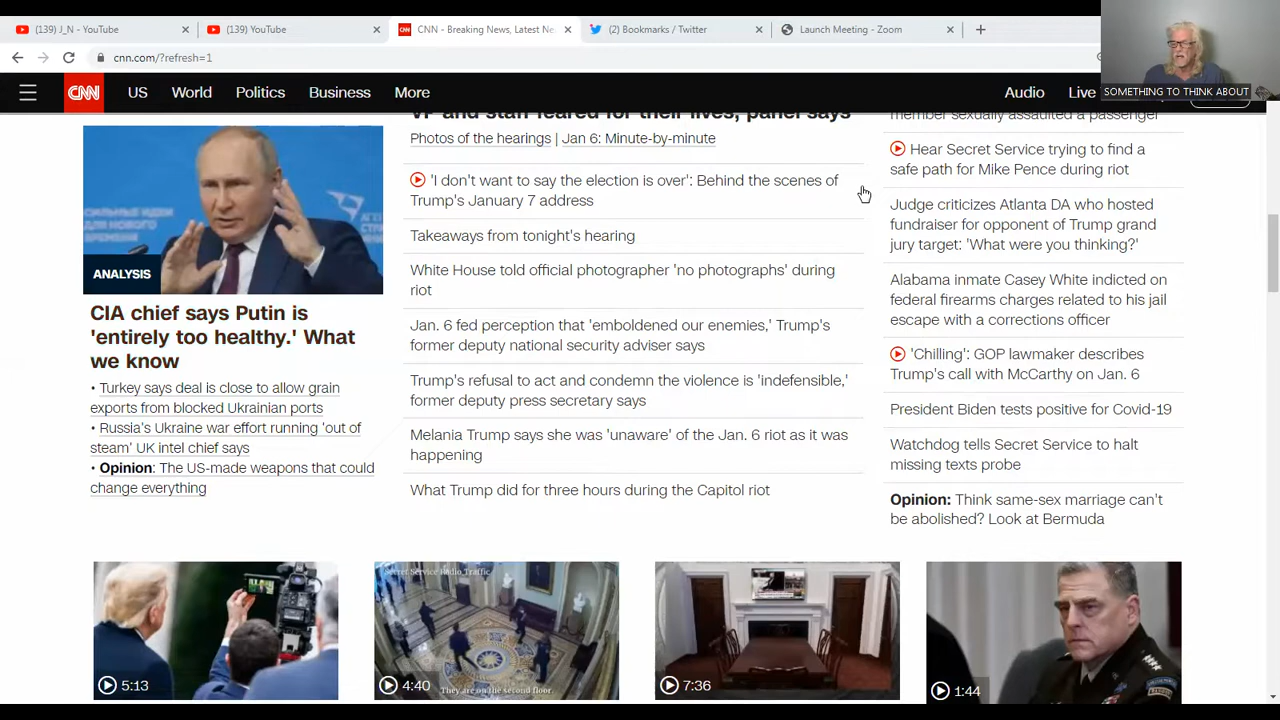 (139) J_N - YouTube
(139) YouTube
CNN - Breaking News, Latest Ne
(2) Bookmarks / Twitter
Launch Meeting - Zoom
cnn.com/?refresh=1
SOMETHING TO THINK ABOUT
CNN
US
World
Politics
Business
More
Audio
Live
ANALYSIS
CIA chief says Putin is
'entirely too healthy.' What
we know
• Turkey says deal is close to allow grain
exports from blocked Ukrainian ports
• Russia's Ukraine war effort running 'out of
steam' UK intel chief says
• Opinion: The US-made weapons that could
change everything
VP and staff feared for their lives, panel says
Photos of the hearings | Jan 6: Minute-by-minute
'I don't want to say the election is over': Behind the scenes of
Trump's January 7 address
Takeaways from tonight's hearing
White House told official photographer 'no photographs' during
riot
Jan. 6 fed perception that 'emboldened our enemies,' Trump's
former deputy national security adviser says
Trump's refusal to act and condemn the violence is 'indefensible,'
former deputy press secretary says
Melania Trump says she was 'unaware' of the Jan. 6 riot as it was
happening
What Trump did for three hours during the Capitol riot
member sexually assaulted a passenger
Hear Secret Service trying to find a
safe path for Mike Pence during riot
Judge criticizes Atlanta DA who hosted
fundraiser for opponent of Trump grand
jury target: 'What were you thinking?'
Alabama inmate Casey White indicted on
federal firearms charges related to his jail
escape with a corrections officer
'Chilling': GOP lawmaker describes
Trump's call with McCarthy on Jan. 6
President Biden tests positive for Covid-19
Watchdog tells Secret Service to halt
missing texts probe
Opinion: Think same-sex marriage can't
be abolished? Look at Bermuda
5:13
Secret Service Radio Traffic
4:40
They are on the second floor.
7:36
1:44